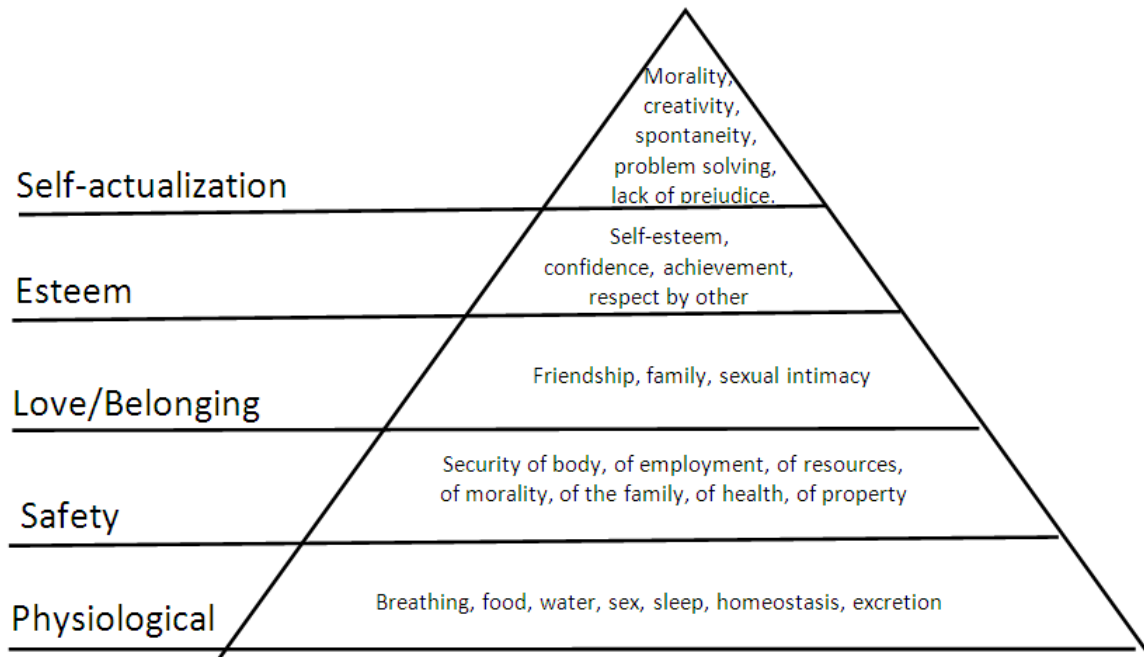 Morality,
creativity,
spontaneity,
problem solving,
lack of prejudice.
Self-actualization
Self-esteem,
confidence, achievement,
respect by other
Esteem
Friendship, family, sexual intimacy
Love/Belonging
Security of body, of employment, of resources,
of morality, of the family, of health, of property
Safety
Breathing, food, water, sex, sleep, homeostasis, excretion
Physiological